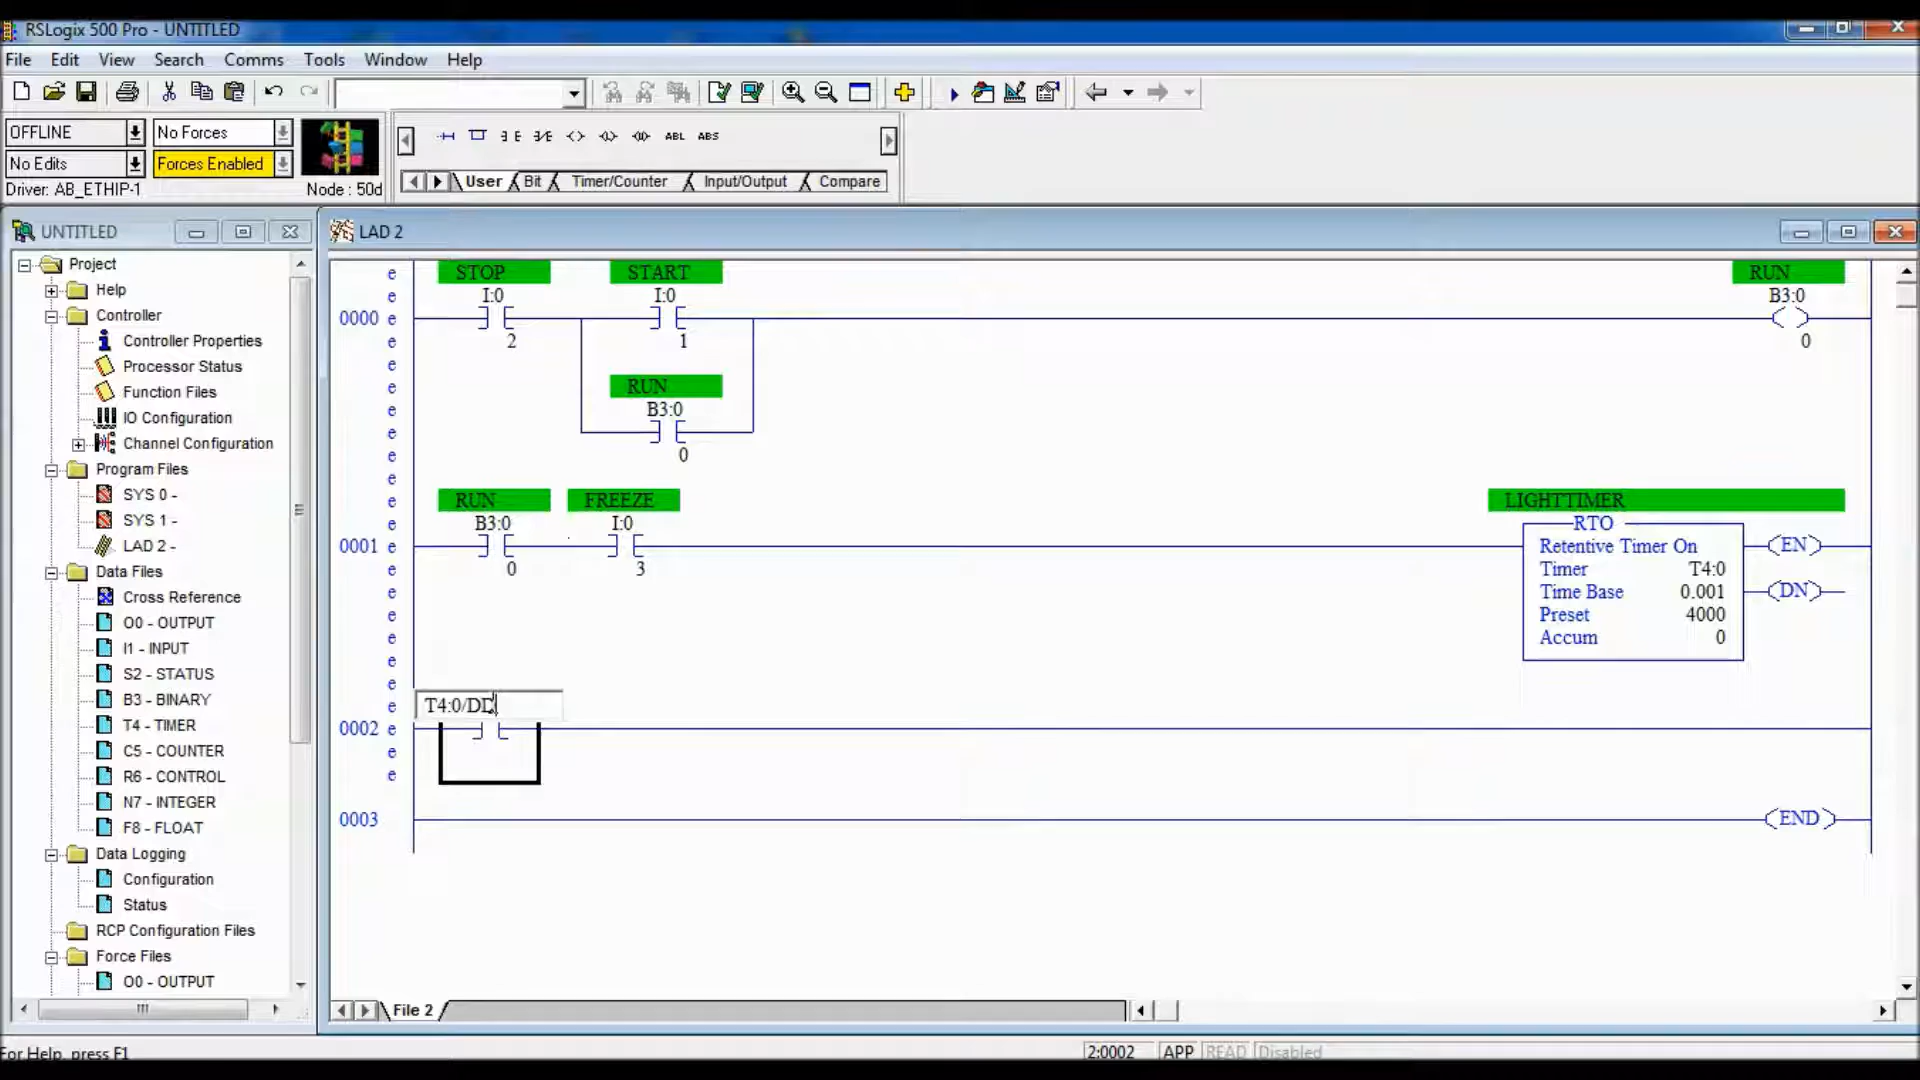 RSLogix 500 Pro - UNTITLED
File Edit View Search Comms Tools Window Help
OFFLINE No Forces
No Edits Forces Enabled
Driver: AB_ETHIP-1 Node : 50d
ABL ABS
User Bit Timer/Counter Input/Output Compare
UNTITLED
Project
Help
Controller
Controller Properties
Processor Status
Function Files
IO Configuration
Channel Configuration
Program Files
SYS 0 -
SYS 1 -
LAD 2 -
Data Files
Cross Reference
O0 - OUTPUT
I1 - INPUT
S2 - STATUS
B3 - BINARY
T4 - TIMER
C5 - COUNTER
R6 - CONTROL
N7 - INTEGER
F8 - FLOAT
Data Logging
Configuration
Status
RCP Configuration Files
Force Files
O0 - OUTPUT
LAD 2
e STOP START RUN
e I:0 I:0 B3:0
0000 e
e 2 1 0
e
e RUN
e B3:0
e
e 0
e
e RUN FREEZE LIGHTTIMER
e B3:0 I:0 RTO
0001 e Retentive Timer On EN
e 0 3 Timer T4:0
e Time Base 0.001 DN
e Preset 4000
e Accum 0
e
e
e T4:0/DD
0002 e
e
e
0003 END
File 2
For Help, press F1 2:0002 APP READ Disabled